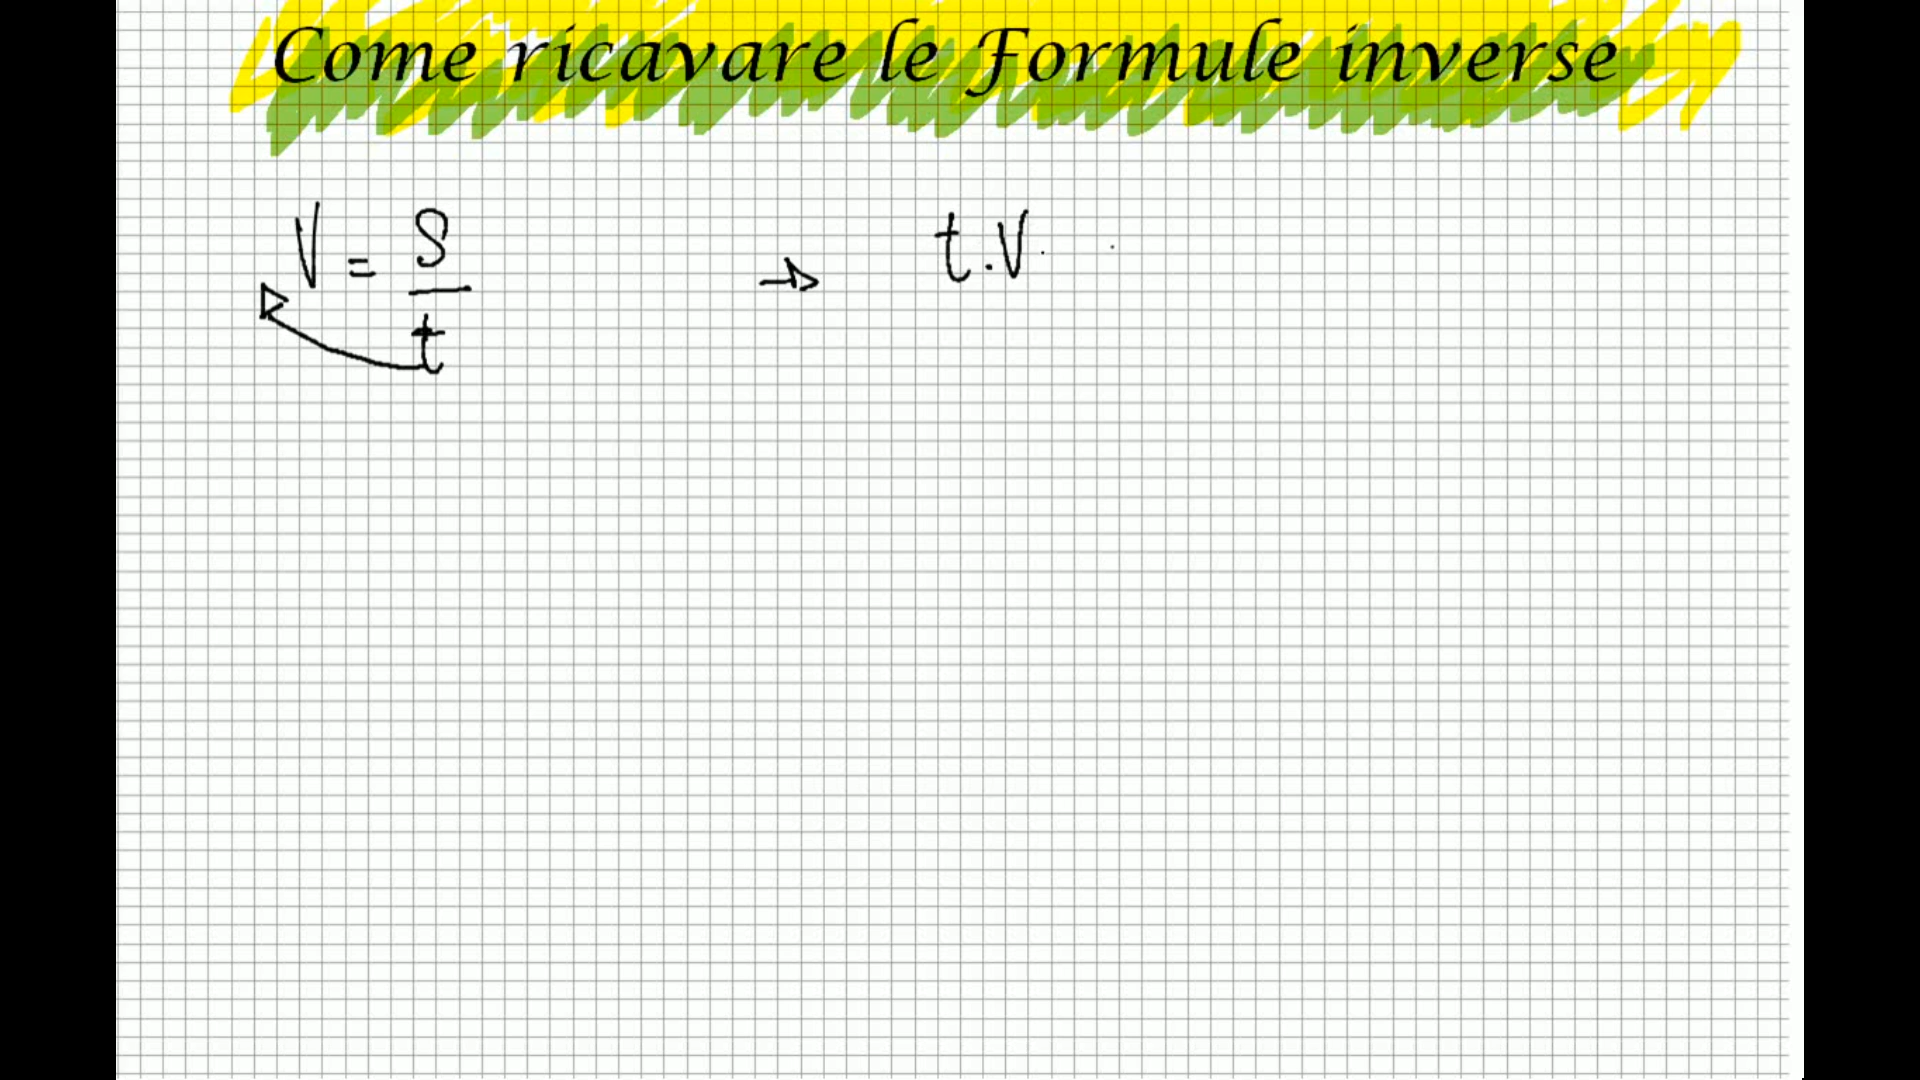 Come ricavare le Formule inverse
V = S/t → t.V